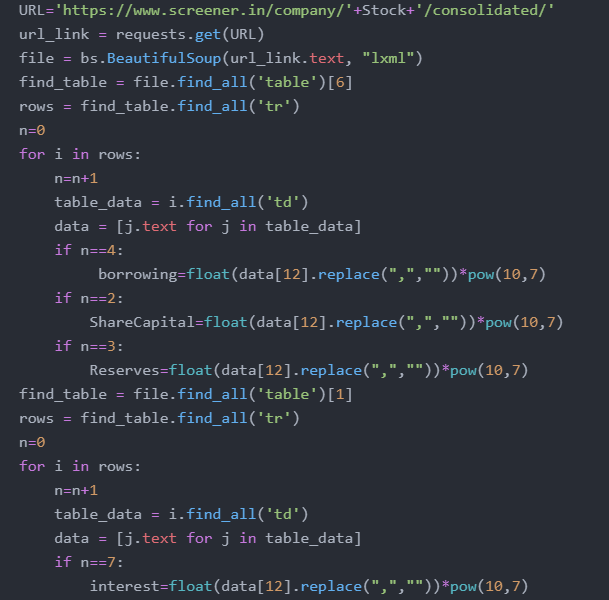 URL='https://www.screener.in/company/'+Stock+'/consolidated/'
url_link = requests.get(URL)
file = bs.BeautifulSoup(url_link.text, "lxml")
find_table = file.find_all('table')[6]
rows = find_table.find_all('tr')
n=0
for i in rows:
    n=n+1
    table_data = i.find_all('td')
    data = [j.text for j in table_data]
    if n==4:
         borrowing=float(data[12].replace(",",""))*pow(10,7)
    if n==2:
        ShareCapital=float(data[12].replace(",",""))*pow(10,7)
    if n==3:
        Reserves=float(data[12].replace(",",""))*pow(10,7)
find_table = file.find_all('table')[1]
rows = find_table.find_all('tr')
n=0
for i in rows:
    n=n+1
    table_data = i.find_all('td')
    data = [j.text for j in table_data]
    if n==7:
        interest=float(data[12].replace(",",""))*pow(10,7)